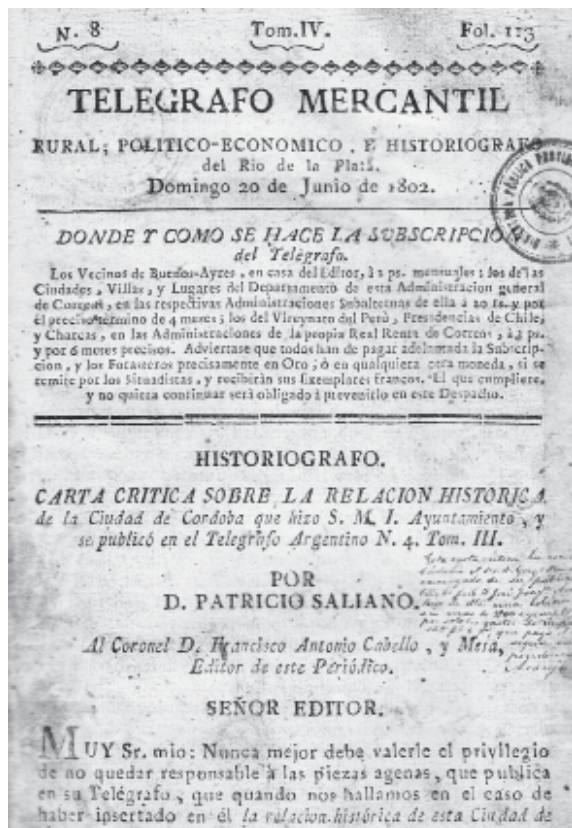 N. 8 Tom.IV. Fol. 113
TELEGRAFO MERCANTIL
RURAL, POLITICO-ECONOMICO, E HISTORIOGRAFO
del Rio de la Plata.
Domingo 20 de Junio de 1802.
DONDE Y COMO SE HACE LA SUBSCRIPCIO
del Telégrafo.
Los Vecinos de Buenos-Ayres, en casa del Editor, à 2 ps. mensuales: los de las
Ciudades, Villas, y Lugares del Departamento de esta Administracion general
de Correos, en las respectivas Administraciones Subalternas de ella à 10 rs. y por
el preciso termino de 4 meses; los del Vireynato del Perú, Presidencias de Chile,
y Charcas, en las Administraciones de la propia Real Renta de Correos, à 3 ps.
y por 6 meses precisos. Adviertase que todos han de pagar adelantada la Subscrip-
cion, y los Forasteros precisamente en Oro; ó en qualquiera otra moneda, si se
remite por los Situadistas, y recibirán sus Exemplares francos. El que cumpliere,
y no quiera continuar será obligado à prevenirlo en este Despacho.
HISTORIOGRAFO.
CARTA CRITICA SOBRE LA RELACION HISTORICA
de la Ciudad de Cordoba que hizo S. M. I. Ayuntamiento, y
se publicó en el Telegrafo Argentino N. 4. Tom. III.
POR
D. PATRICIO SALIANO.
Al Coronel D. Francisco Antonio Cabello, y Mesa,
Editor de este Periódico.
SEÑOR EDITOR.
MUY Sr. mio: Nunca mejor debe valerle el privilegio
de no quedar responsable à las piezas agenas, que publica
en su Telégrafo, que quando nos hallamos en el caso de
haber insertado en él la relacion histórica de esta Ciudad de